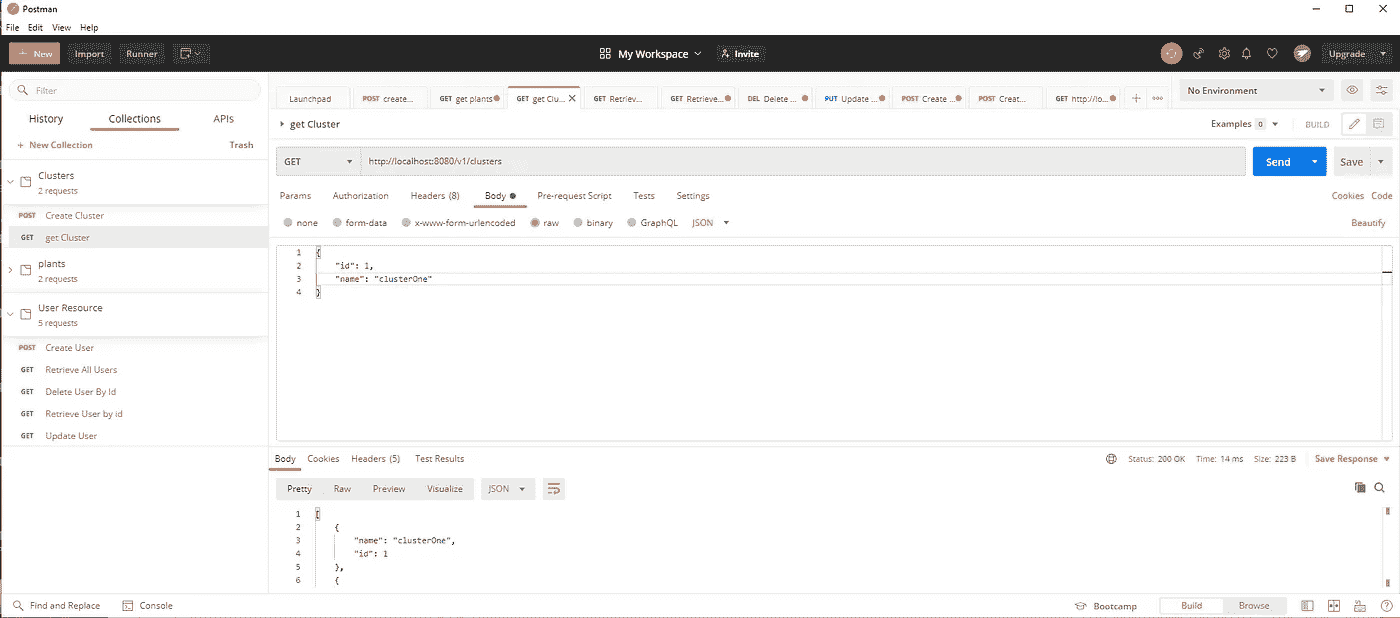 Postman
File Edit View Help
+ New Import Runner My Workspace Invite Upgrade
Filter
History Collections APIs
+ New Collection Trash
Clusters
2 requests
POST Create Cluster
GET get Cluster
plants
2 requests
User Resource
5 requests
POST Create User
GET Retrieve All Users
GET Delete User By Id
GET Retrieve User by id
GET Update User
Launchpad POST create... GET get plants GET get Clu... GET Retriev... GET Retrieve... DEL Delete ... PUT Update ... POST Create ... POST Creat... GET http://lo...
No Environment
get Cluster
Examples 0 BUILD
GET http://localhost:8080/v1/clusters Send Save
Params Authorization Headers (8) Body Pre-request Script Tests Settings Cookies Code
none form-data x-www-form-urlencoded raw binary GraphQL JSON Beautify
1 {
2 "id": 1,
3 "name": "clusterOne"
4 }
Body Cookies Headers (5) Test Results Status: 200 OK Time: 14 ms Size: 223 B Save Response
Pretty Raw Preview Visualize JSON
1 [
2 {
3 "name": "clusterOne",
4 "id": 1
5 },
6 {
Find and Replace Console Bootcamp Build Browse